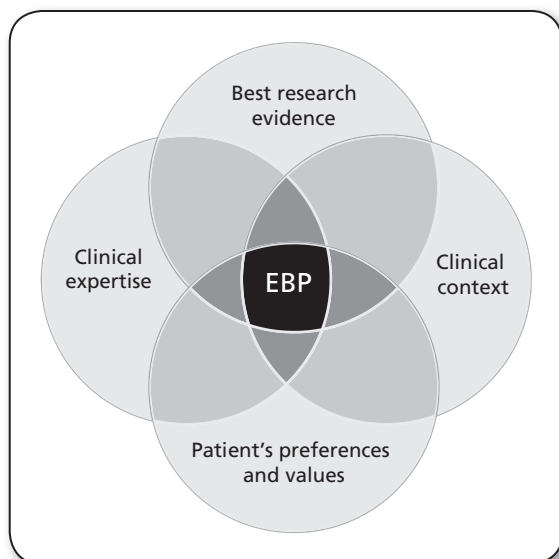 Best research
evidence
Clinical
expertise
EBP
Clinical
context
Patient's preferences
and values